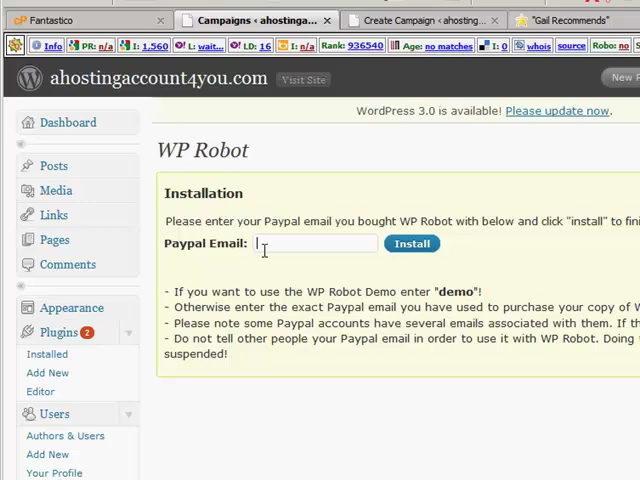 Fantastico × Campaigns ‹ ahostinga... × Create Campaign ‹ ahosting... × "Gail Recommends"
Info PR: n/a I: 1,560 L: wait... LD: 16 I: n/a Rank: 936540 Age: no matches I: 0 whois source Robo: no
ahostingaccount4you.com Visit Site New P
WordPress 3.0 is available! Please update now.
WP Robot
Dashboard
Posts
Media
Links
Pages
Comments
Appearance
Plugins 2
Installed
Add New
Editor
Users
Authors & Users
Add New
Your Profile
Installation
Please enter your Paypal email you bought WP Robot with below and click "install" to fini
Paypal Email: Install
- If you want to use the WP Robot Demo enter "demo"!
- Otherwise enter the exact Paypal email you have used to purchase your copy of W
- Please note some Paypal accounts have several emails associated with them. If th
- Do not tell other people your Paypal email in order to use it with WP Robot. Doing
suspended!